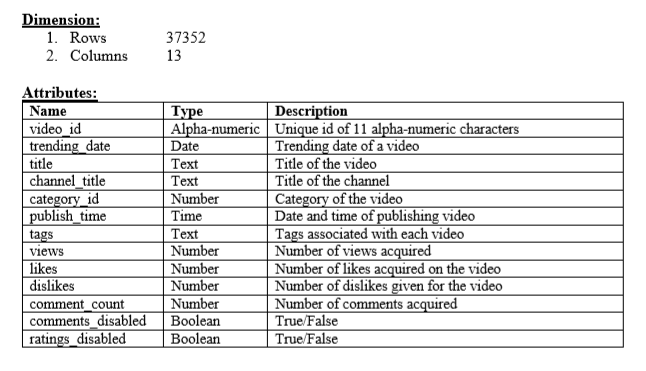 Dimension:
1. Rows 37352
2. Columns 13
Attributes:
Name Type Description
video_id Alpha-numeric Unique id of 11 alpha-numeric characters
trending_date Date Trending date of a video
title Text Title of the video
channel_title Text Title of the channel
category_id Number Category of the video
publish_time Time Date and time of publishing video
tags Text Tags associated with each video
views Number Number of views acquired
likes Number Number of likes acquired on the video
dislikes Number Number of dislikes given for the video
comment_count Number Number of comments acquired
comments_disabled Boolean True/False
ratings_disabled Boolean True/False